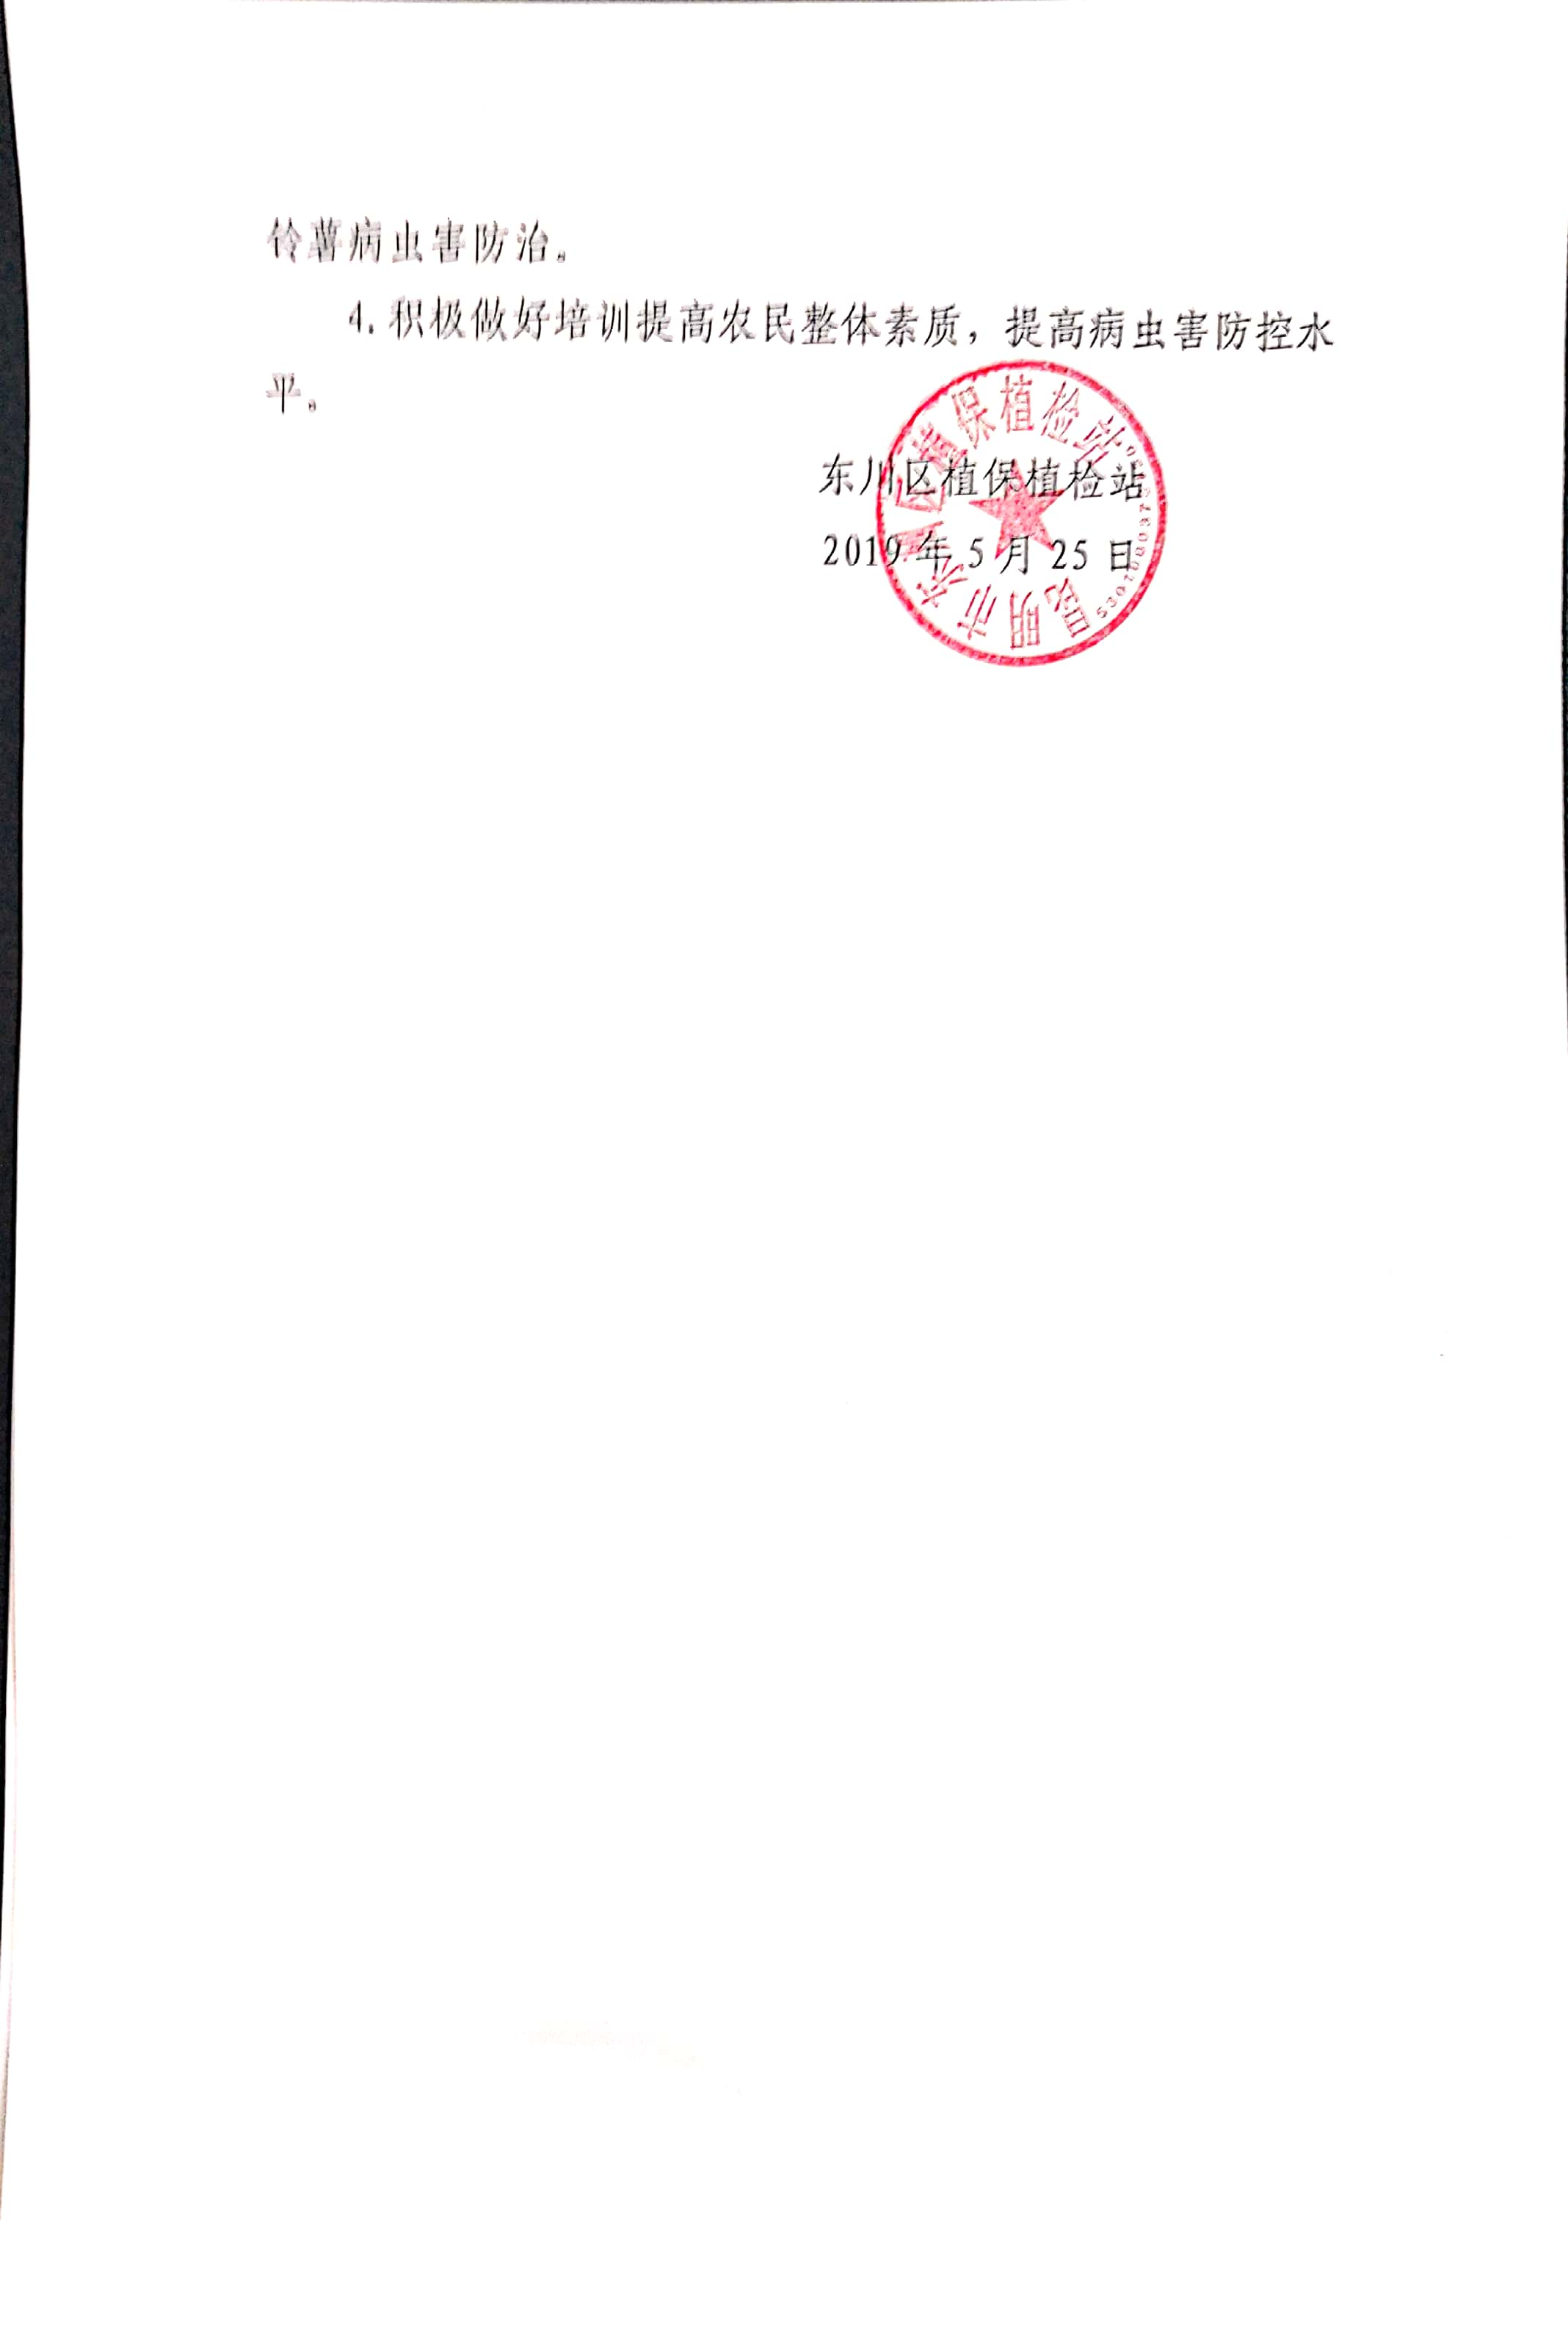 铃薯病虫害防治。
4.积极做好培训提高农民整体素质，提高病虫害防控水
平。
东川区植保植检站
2019年5月25日
昆明市东川区植保植检站